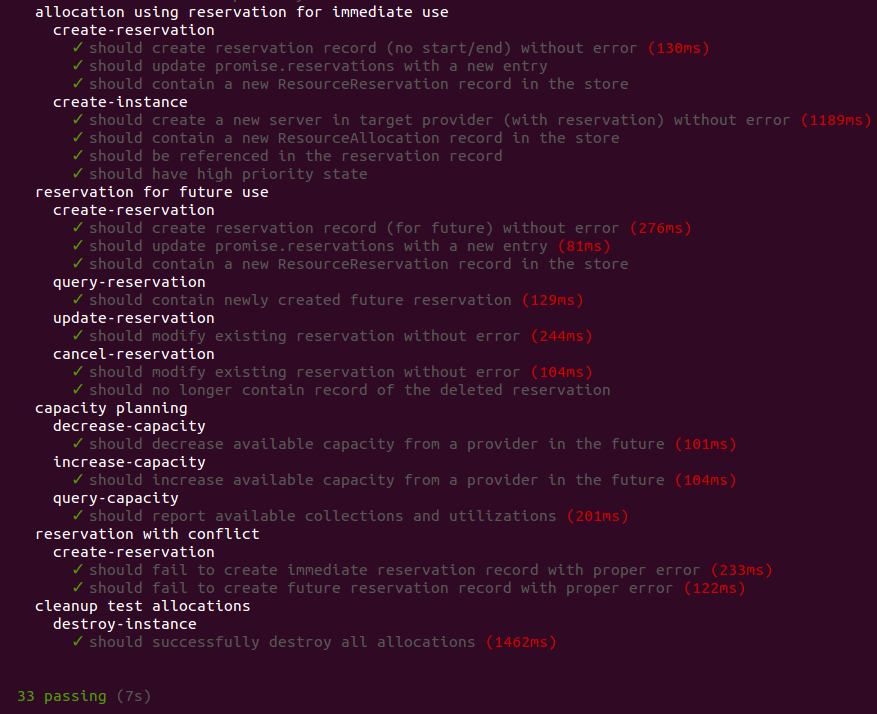 allocation using reservation for immediate use
create-reservation
✓ should create reservation record (no start/end) without error (130ms)
✓ should update promise.reservations with a new entry
✓ should contain a new ResourceReservation record in the store
create-instance
✓ should create a new server in target provider (with reservation) without error (1189ms)
✓ should contain a new ResourceAllocation record in the store
✓ should be referenced in the reservation record
✓ should have high priority state
reservation for future use
create-reservation
✓ should create reservation record (for future) without error (276ms)
✓ should update promise.reservations with a new entry (81ms)
✓ should contain a new ResourceReservation record in the store
query-reservation
✓ should contain newly created future reservation (129ms)
update-reservation
✓ should modify existing reservation without error (244ms)
cancel-reservation
✓ should modify existing reservation without error (104ms)
✓ should no longer contain record of the deleted reservation
capacity planning
decrease-capacity
✓ should decrease available capacity from a provider in the future (101ms)
increase-capacity
✓ should increase available capacity from a provider in the future (104ms)
query-capacity
✓ should report available collections and utilizations (201ms)
reservation with conflict
create-reservation
✓ should fail to create immediate reservation record with proper error (233ms)
✓ should fail to create future reservation record with proper error (122ms)
cleanup test allocations
destroy-instance
✓ should successfully destroy all allocations (1462ms)
33 passing (7s)